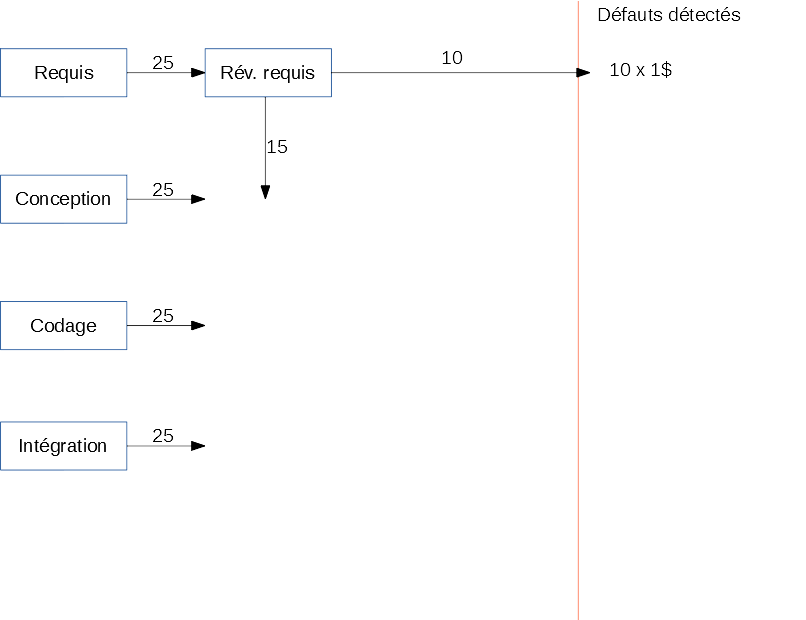 Défauts détectés
Requis
25
Rév. requis
10
10 x 1$
15
Conception
25
Codage
25
Intégration
25